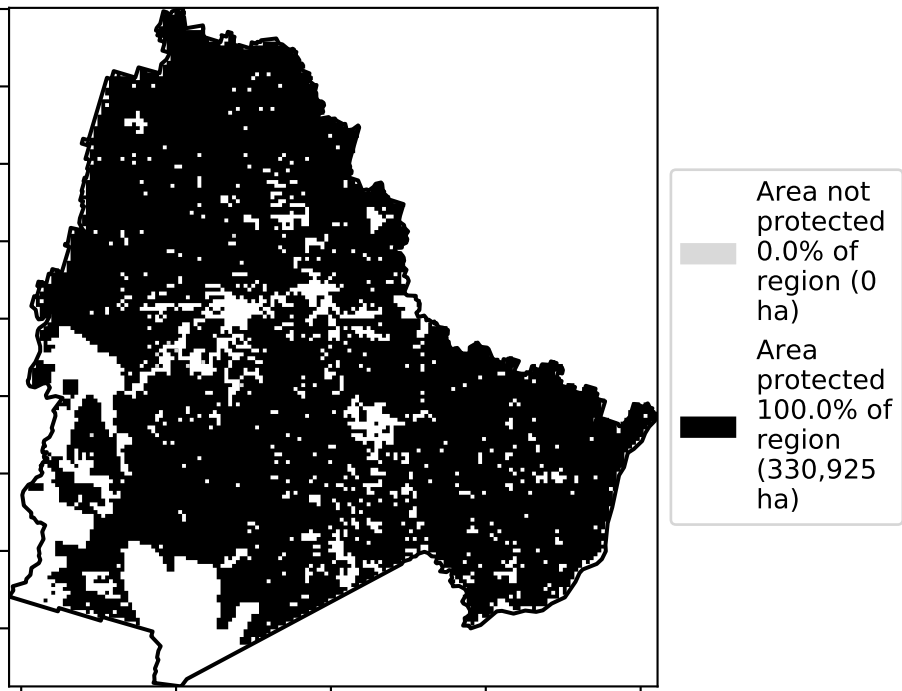 Area not
protected
0.0% of
region (0
ha)
Area
protected
100.0% of
region
(330,925
ha)